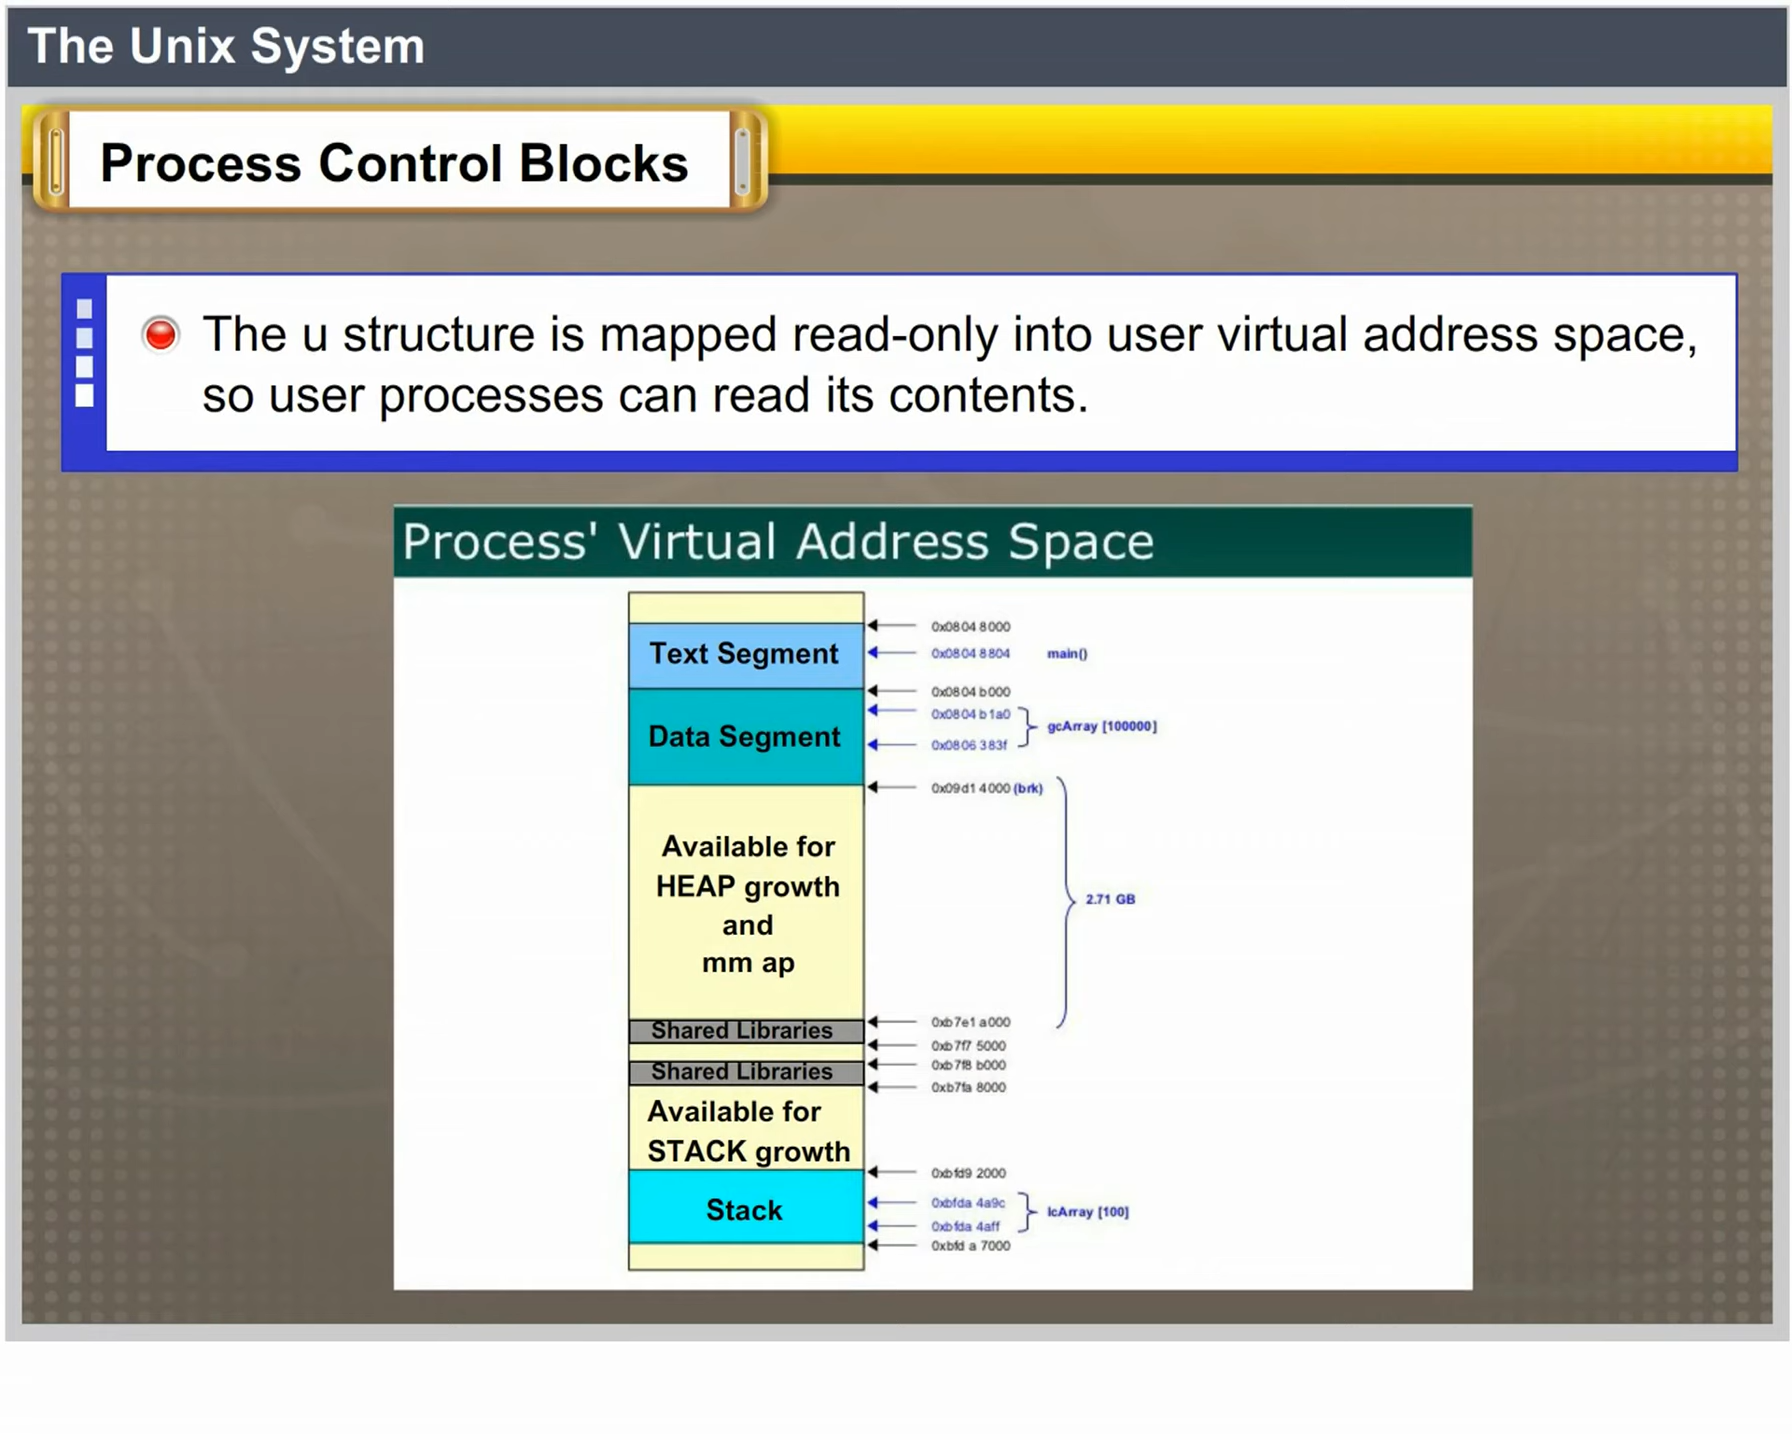 The Unix System
Process Control Blocks
The u structure is mapped read-only into user virtual address space,
so user processes can read its contents.
Process' Virtual Address Space
0x0804 8000
Text Segment
0x0804 8804 main()
0x0804 b000
0x0804 b1a0
gcArray [100000]
Data Segment
0x0806 383f
0x09d1 4000 (brk)
Available for
HEAP growth
and
mm ap
2.71 GB
0xb7e1 a000
Shared Libraries
0xb7f7 5000
0xb7f8 b000
Shared Libraries
0xb7fa 8000
Available for
STACK growth
0xbfd9 2000
0xbfda 4a9c
Stack
lcArray [100]
0xbfda 4aff
0xbfd a 7000